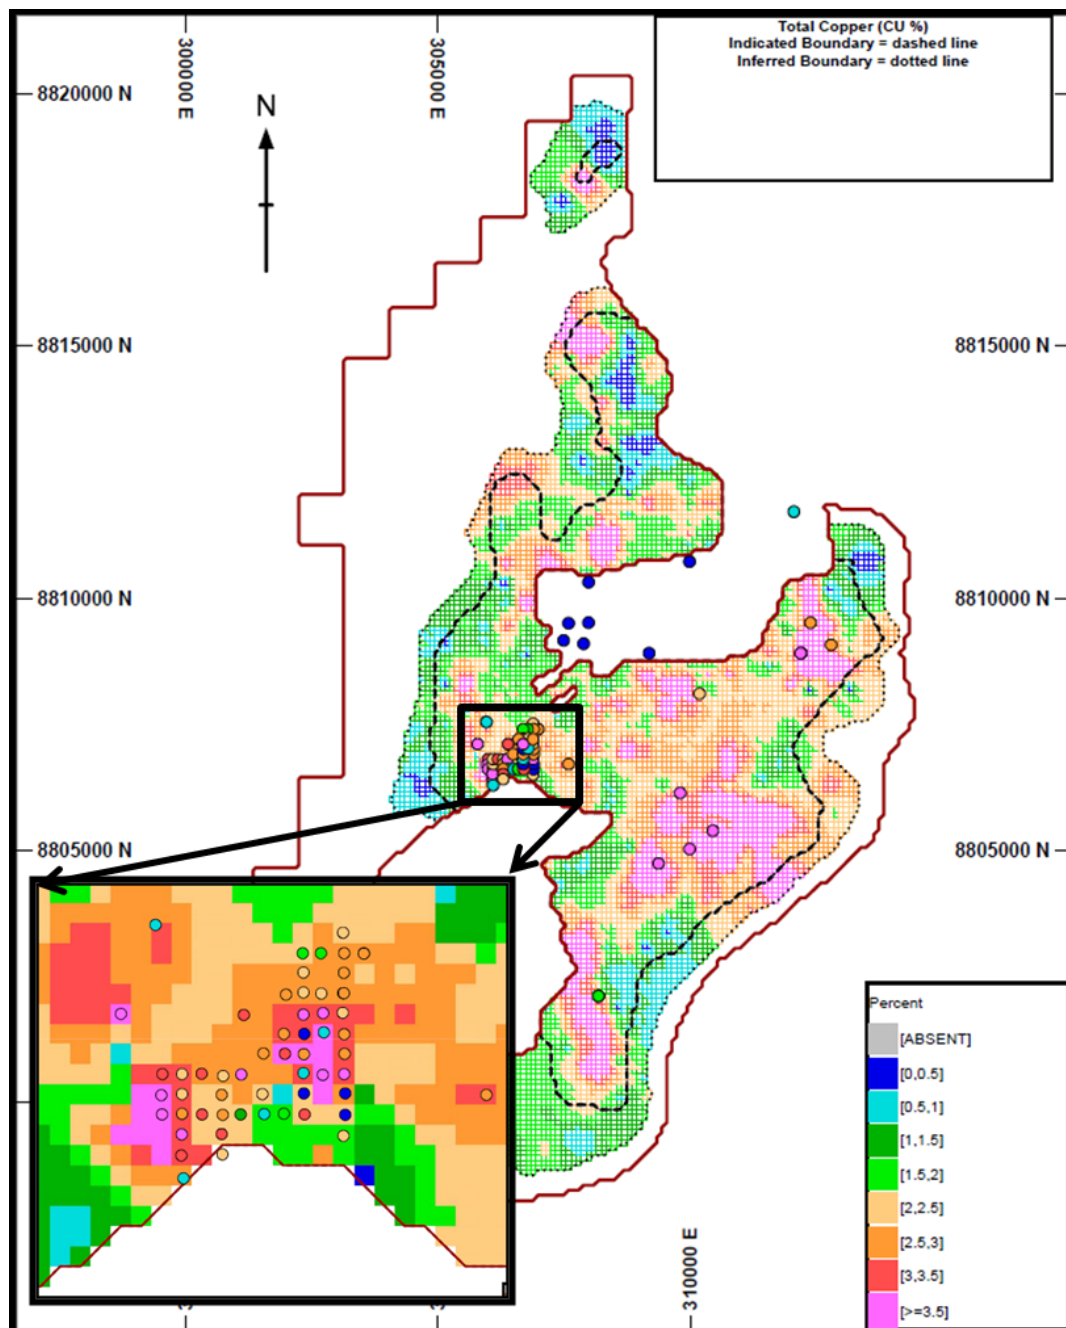 Total Copper (CU %)
Indicated Boundary = dashed line
Inferred Boundary = dotted line
300000 E
305000 E
8820000 N
N
8815000 N
8815000 N
8810000 N
8810000 N
8805000 N
8805000 N
310000 E
Percent
[ABSENT]
[0,0.5]
[0.5,1]
[1,1.5]
[1.5,2]
[2,2.5]
[2.5,3]
[3,3.5]
[>=3.5]